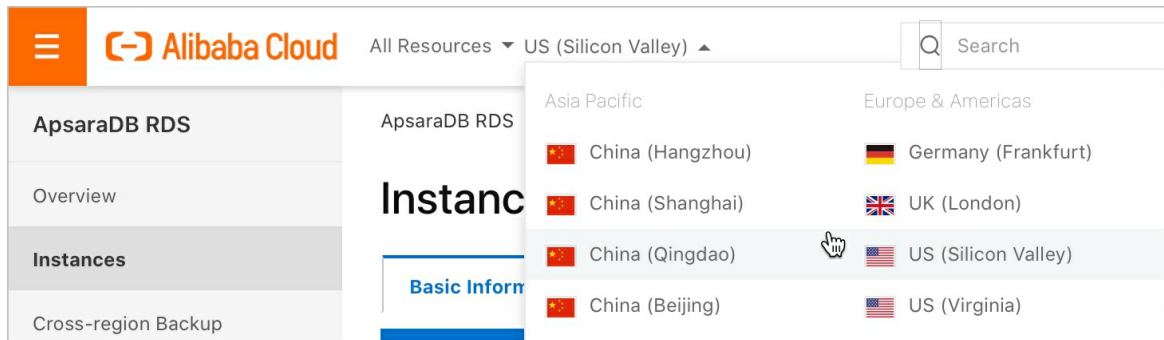 Alibaba Cloud All Resources US (Silicon Valley) Search
ApsaraDB RDS
Overview
Instances
Cross-region Backup
ApsaraDB RDS
Instanc
Basic Inform
Asia Pacific
China (Hangzhou)
China (Shanghai)
China (Qingdao)
China (Beijing)
Europe & Americas
Germany (Frankfurt)
UK (London)
US (Silicon Valley)
US (Virginia)